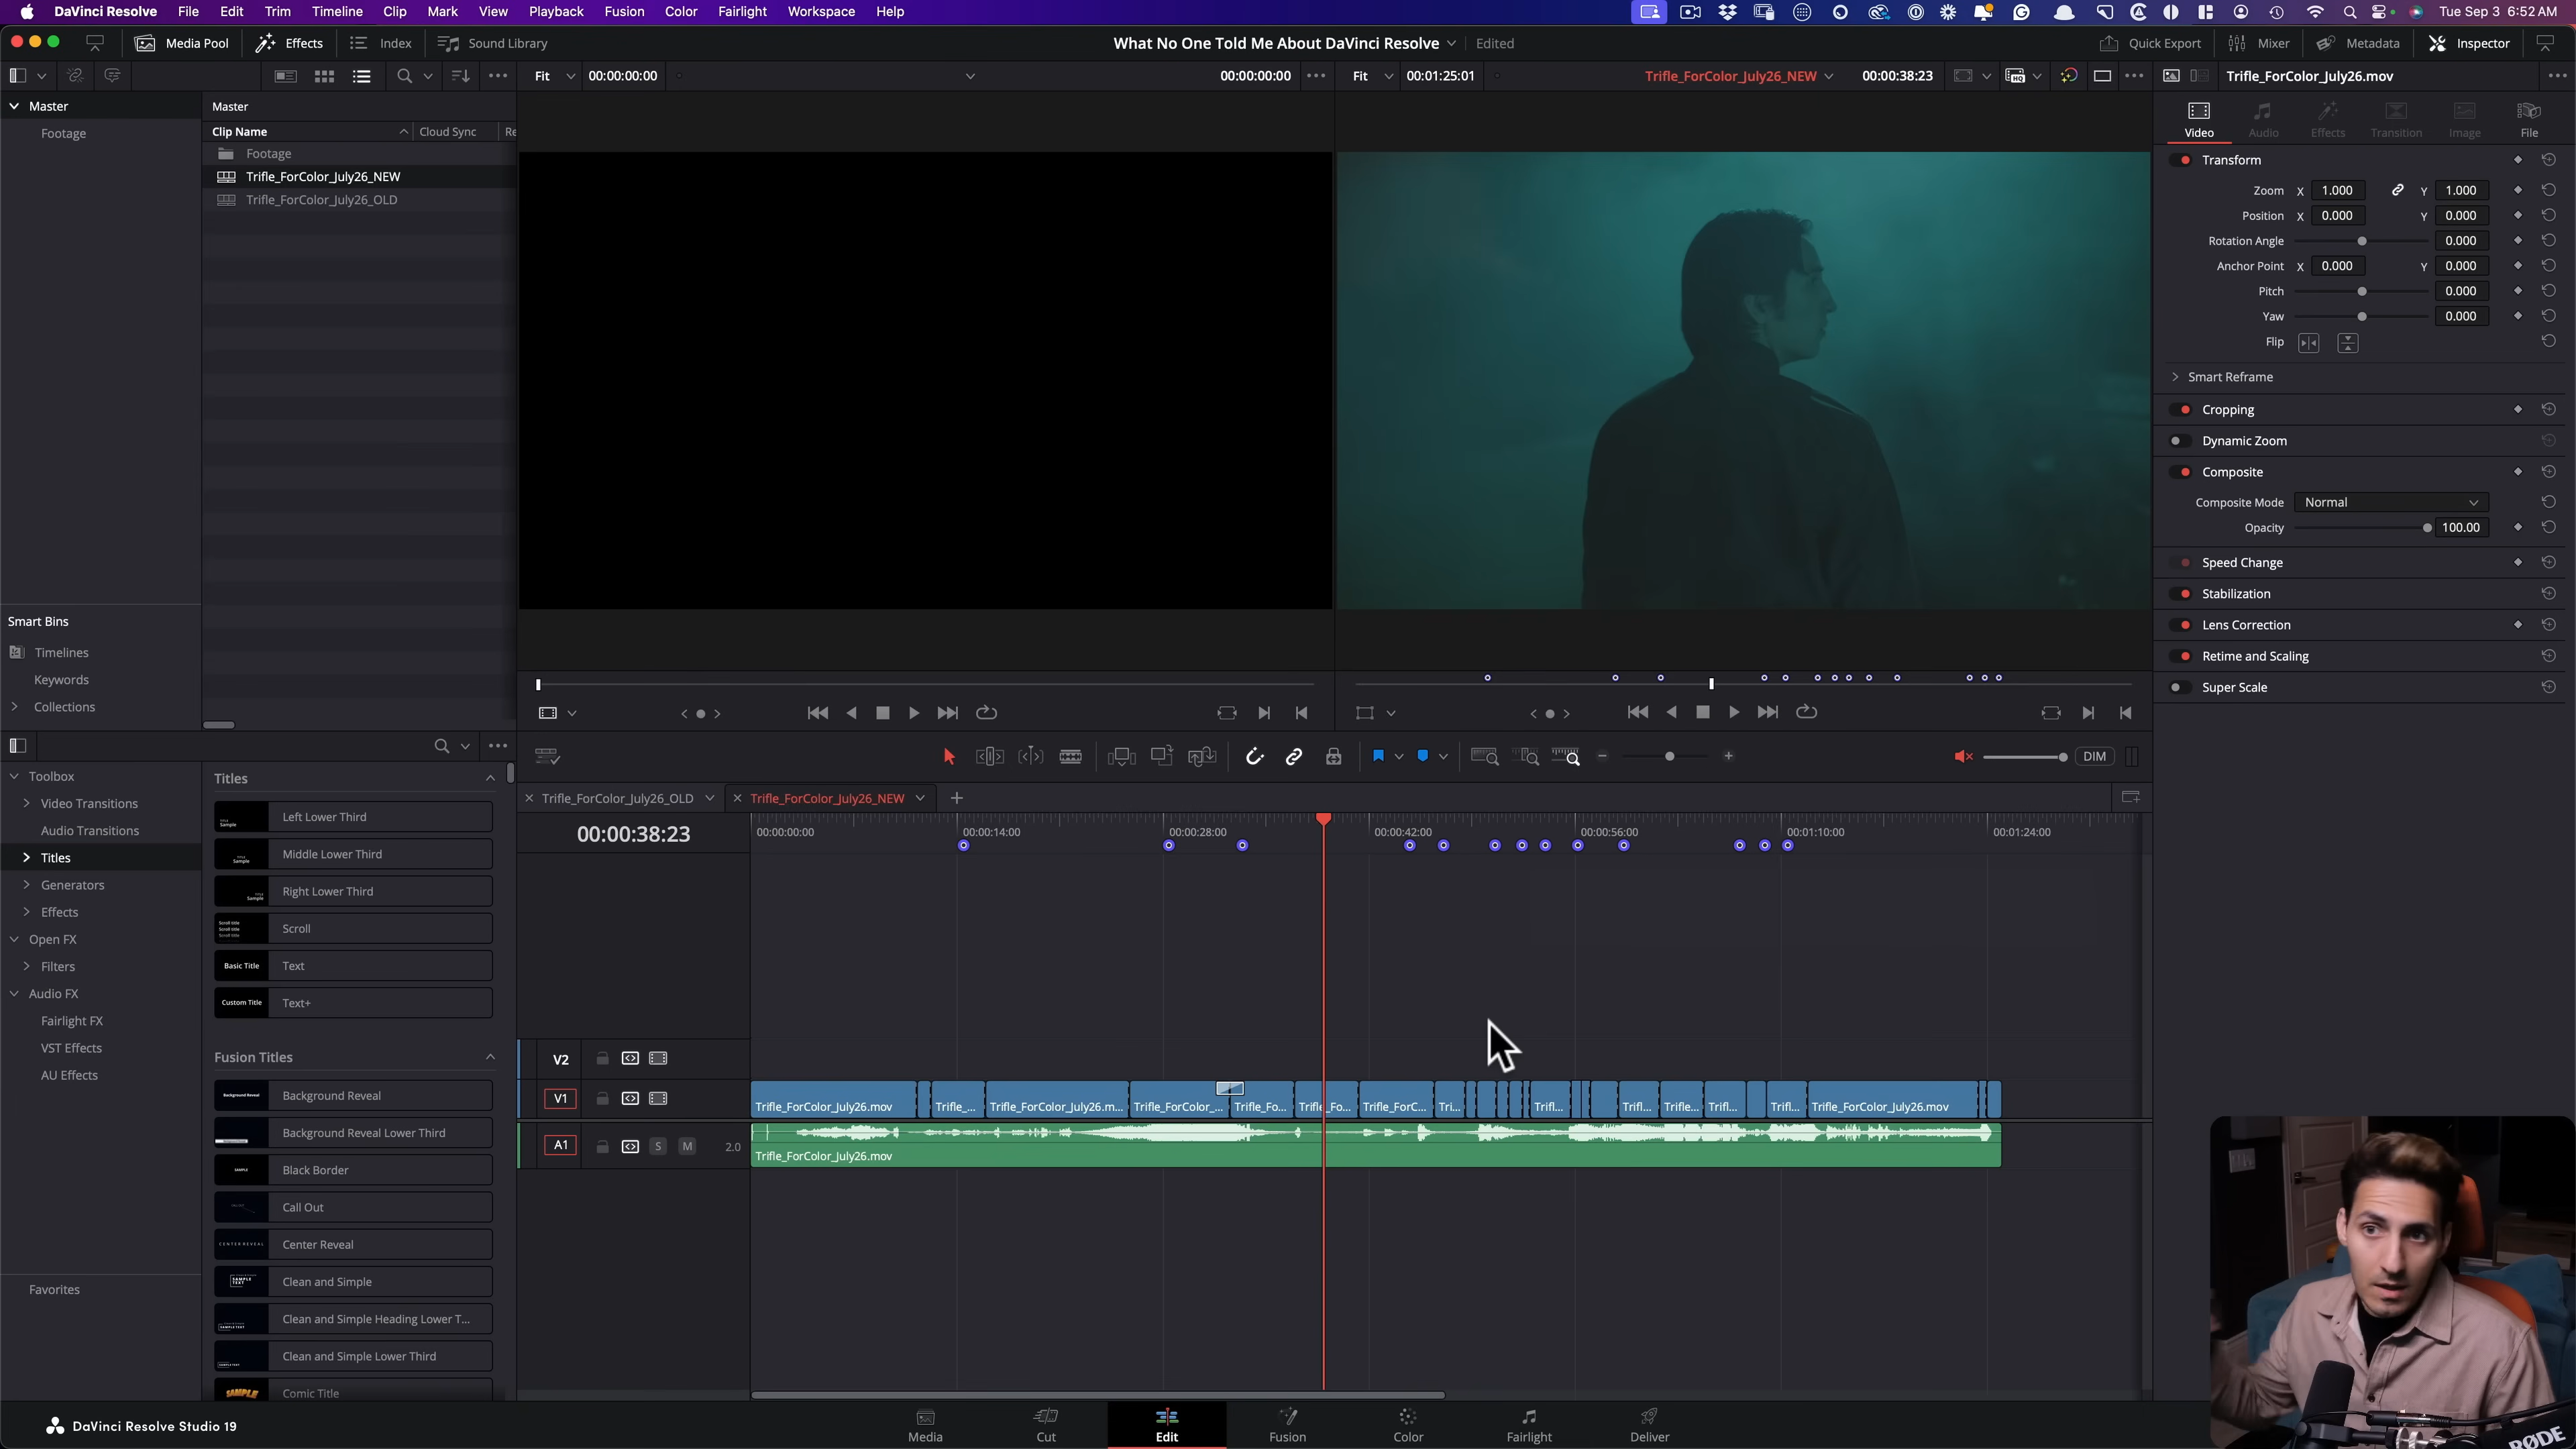 DaVinci Resolve File Edit Trim Timeline Clip Mark View Playback Fusion Color Fairlight Workspace Help Tue Sep 3 6:52 AM
Media Pool Effects Index Sound Library What No One Told Me About DaVinci Resolve Edited Quick Export Mixer Metadata Inspector
Fit 00:00:00:00 00:00:00:00 Fit 00:01:25:01 Trifle_ForColor_July26_NEW 00:00:38:23 Trifle_ForColor_July26.mov
Master
Footage
Master
Clip Name Cloud Sync Re
Footage
Trifle_ForColor_July26_NEW
Trifle_ForColor_July26_OLD
Smart Bins
Timelines
Keywords
Collections
Video Audio Effects Transition Image File
Transform
Zoom X 1.000 Y 1.000
Position X 0.000 Y 0.000
Rotation Angle 0.000
Anchor Point X 0.000 Y 0.000
Pitch 0.000
Yaw 0.000
Flip
Smart Reframe
Cropping
Dynamic Zoom
Composite
Composite Mode Normal
Opacity 100.00
Speed Change
Stabilization
Lens Correction
Retime and Scaling
Super Scale
DIM
Toolbox
Video Transitions
Audio Transitions
Titles
Generators
Effects
Open FX
Filters
Audio FX
Fairlight FX
VST Effects
AU Effects
Favorites
Titles
Left Lower Third
Middle Lower Third
Right Lower Third
Scroll
Basic Title Text
Custom Title Text+
Fusion Titles
Background Reveal
Background Reveal Lower Third
Black Border
Call Out
CENTER REVEAL Center Reveal
SAMPLE TEXT Clean and Simple
Clean and Simple Heading Lower T...
Clean and Simple Lower Third
SAMPLE Comic Title
Trifle_ForColor_July26_OLD Trifle_ForColor_July26_NEW
00:00:38:23
00:00:00:00 00:00:14:00 00:00:28:00 00:00:42:00 00:00:56:00 00:01:10:00 00:01:24:00
V2
V1 Trifle_ForColor_July26.mov Trifle_... Trifle_ForColor_July26.m... Trifle_ForColor_... Trifle_Fo... Trifle_Fo... Trifle_ForC... Tri... Trifl... Trifl... Trifle... Trifl... Trifl... Trifle_ForColor_July26.mov
A1 S M 2.0 Trifle_ForColor_July26.mov
DaVinci Resolve Studio 19
Media Cut Edit Fusion Color Fairlight Deliver
RØDE